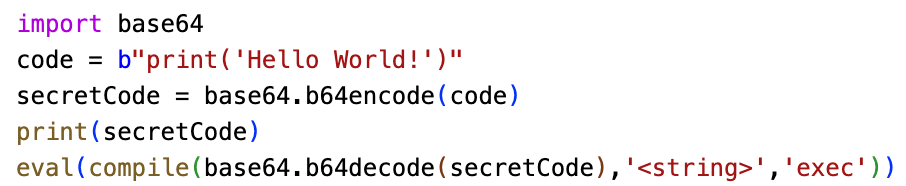 import base64
code = b"print('Hello World!')"
secretCode = base64.b64encode(code)
print(secretCode)
eval(compile(base64.b64decode(secretCode),'<string>','exec'))